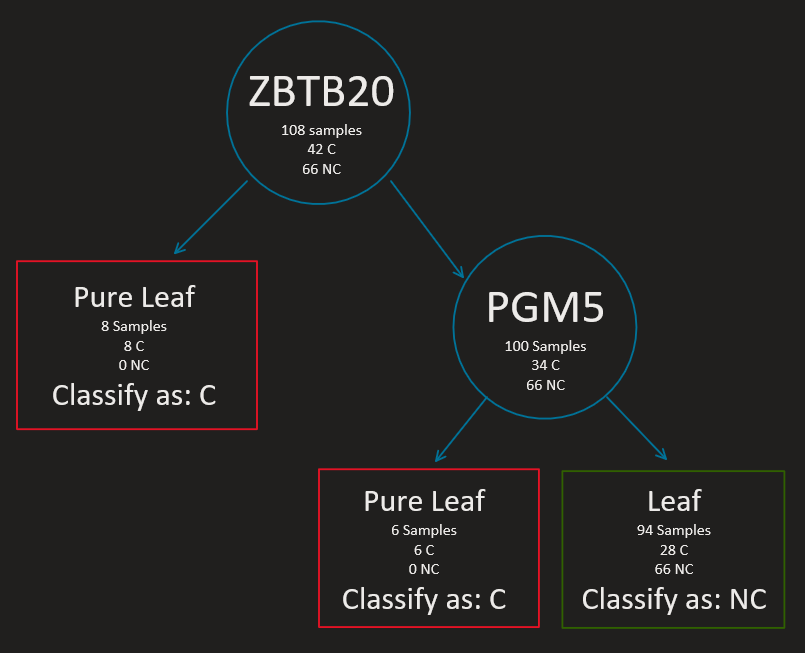 ZBTB20
108 samples
42 C
66 NC
Pure Leaf
8 Samples
8 C
0 NC
Classify as: C
PGM5
100 Samples
34 C
66 NC
Pure Leaf
6 Samples
6 C
0 NC
Classify as: C
Leaf
94 Samples
28 C
66 NC
Classify as: NC